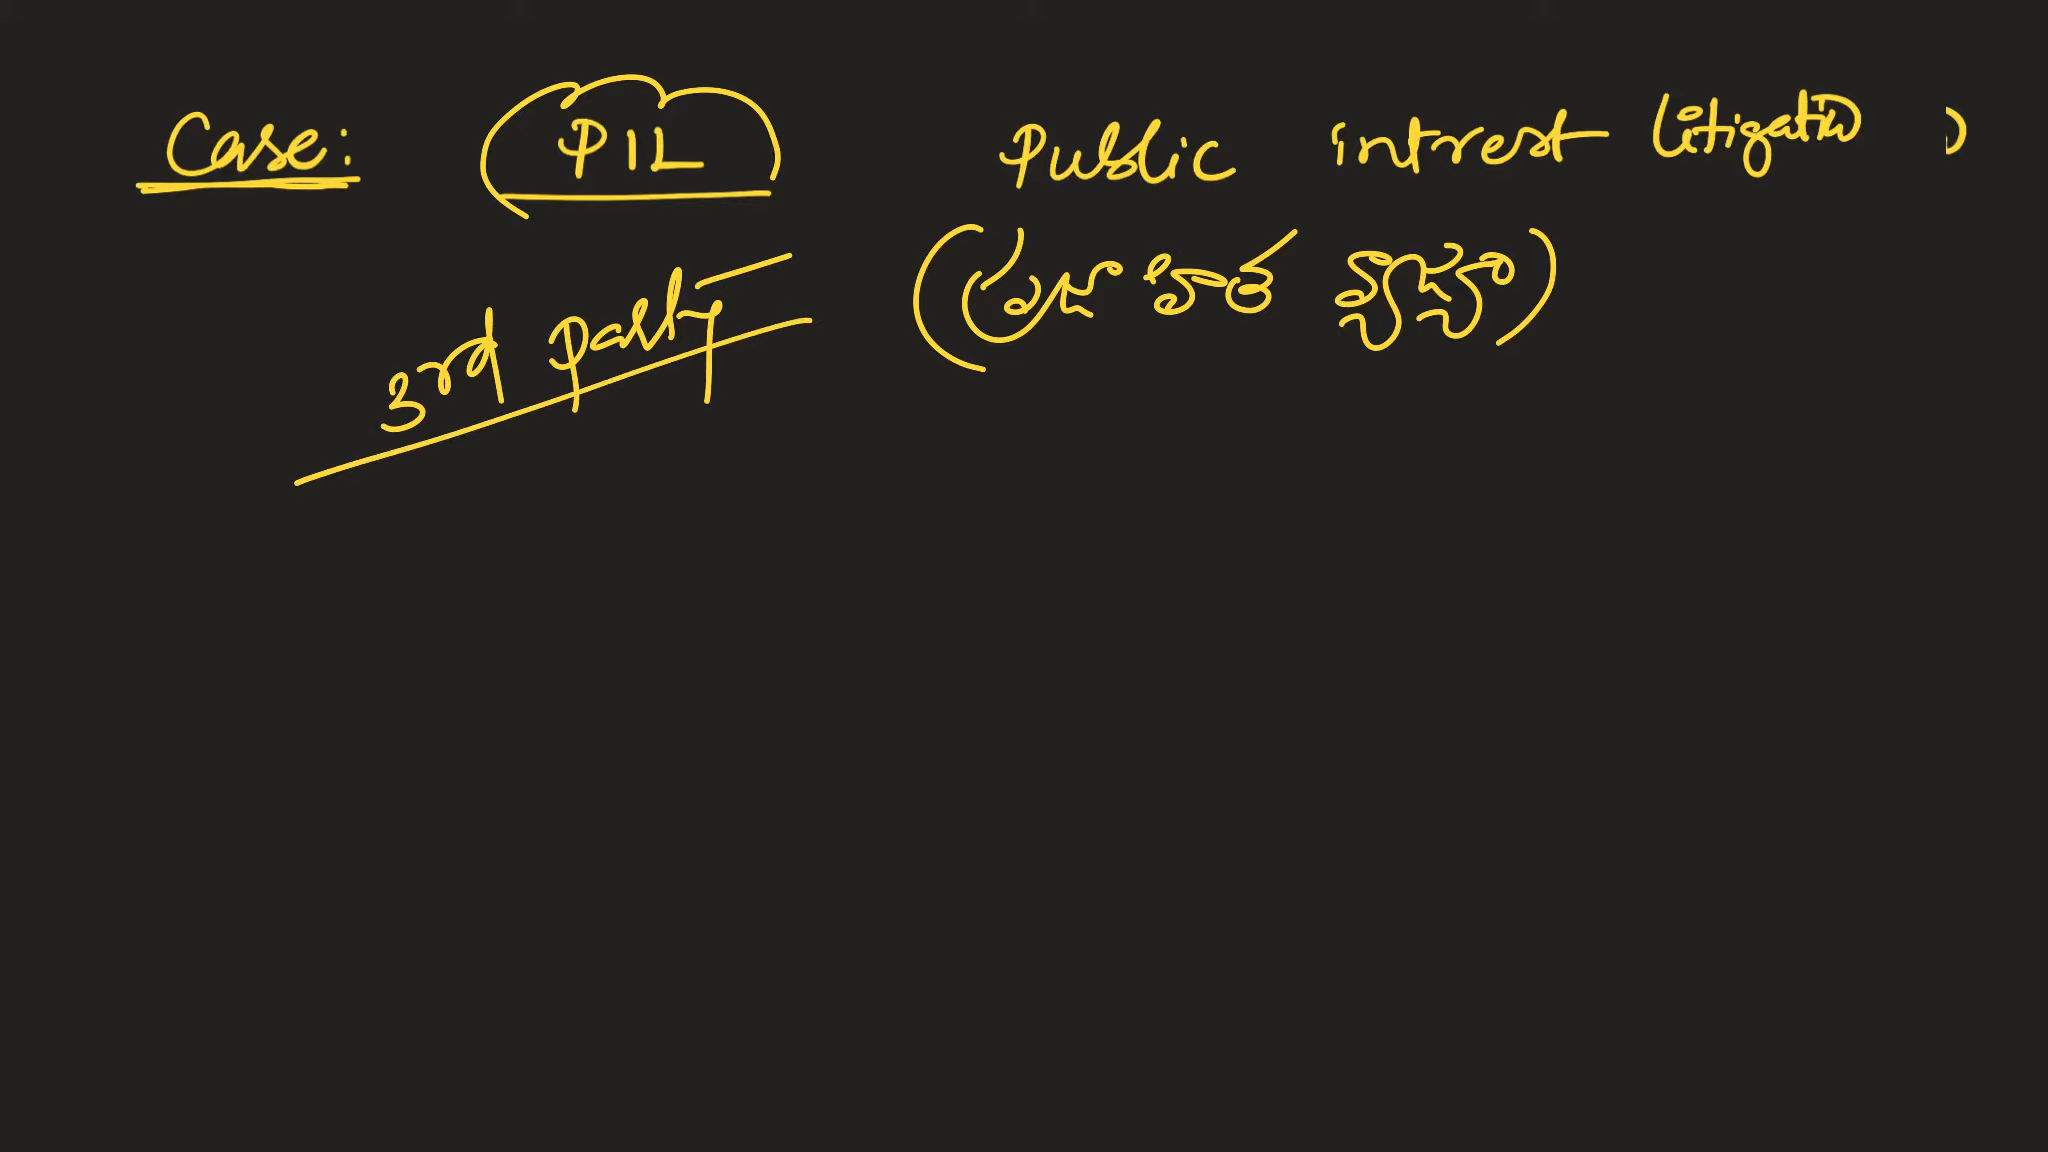 Case: PIL Public intrest Litigation )
(ప్రజా హిత వ్యాజ్యం)
3rd party